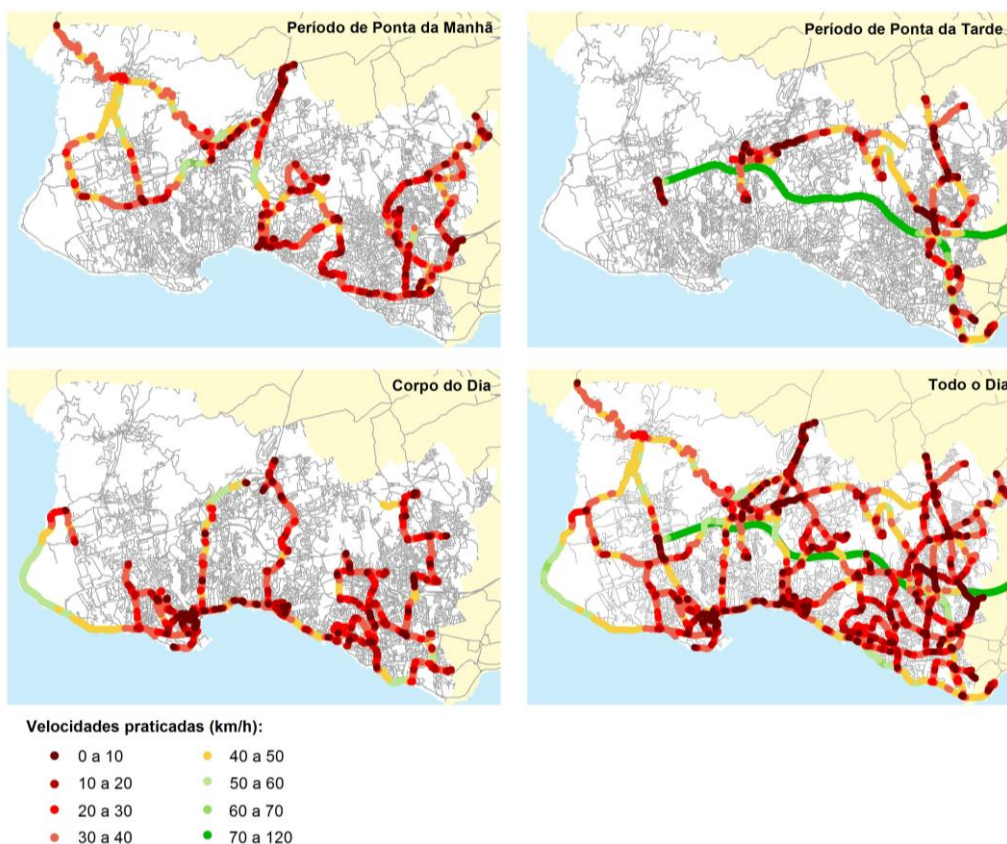 Período de Ponta da Manhã
Período de Ponta da Tarde
Corpo do Dia
Todo o Dia
Velocidades praticadas (km/h):
0 a 10
10 a 20
20 a 30
30 a 40
40 a 50
50 a 60
60 a 70
70 a 120